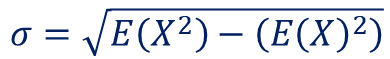 σ = √E(X²) − (E(X)²)